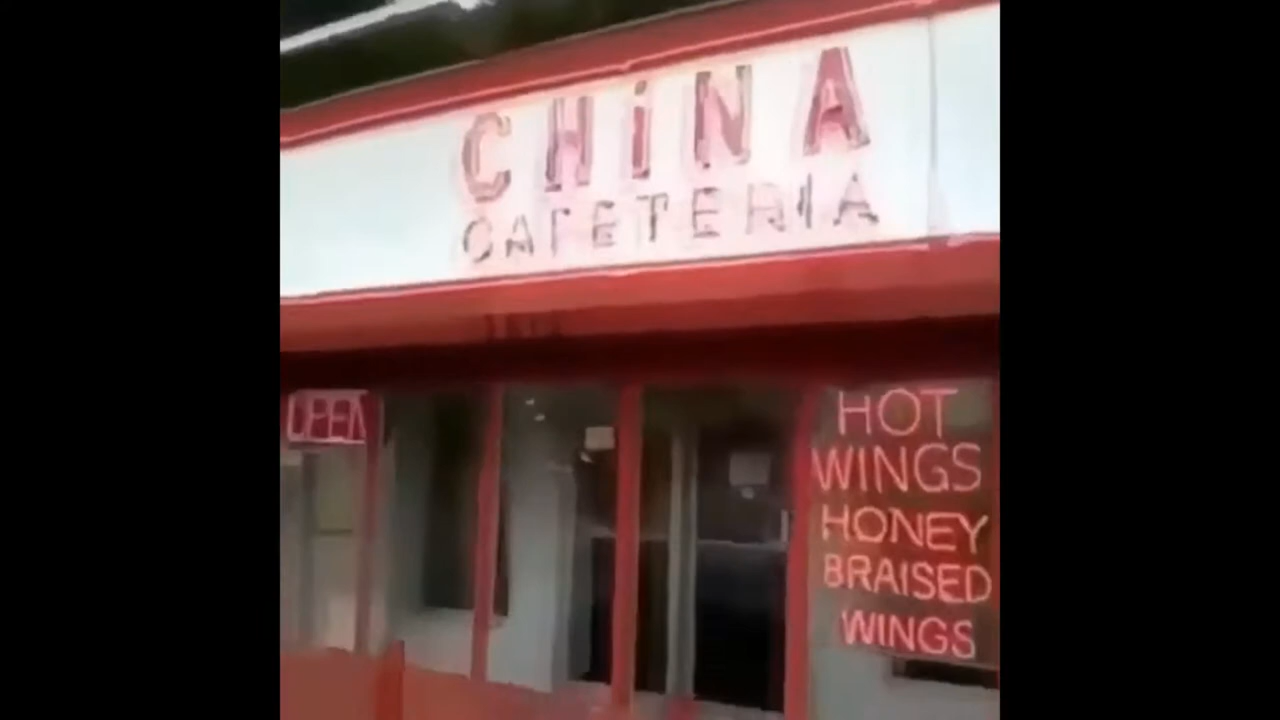 CHiNA
CAFETERIA
OPEN
HOT
WINGS
HONEY
BRAISED
WINGS